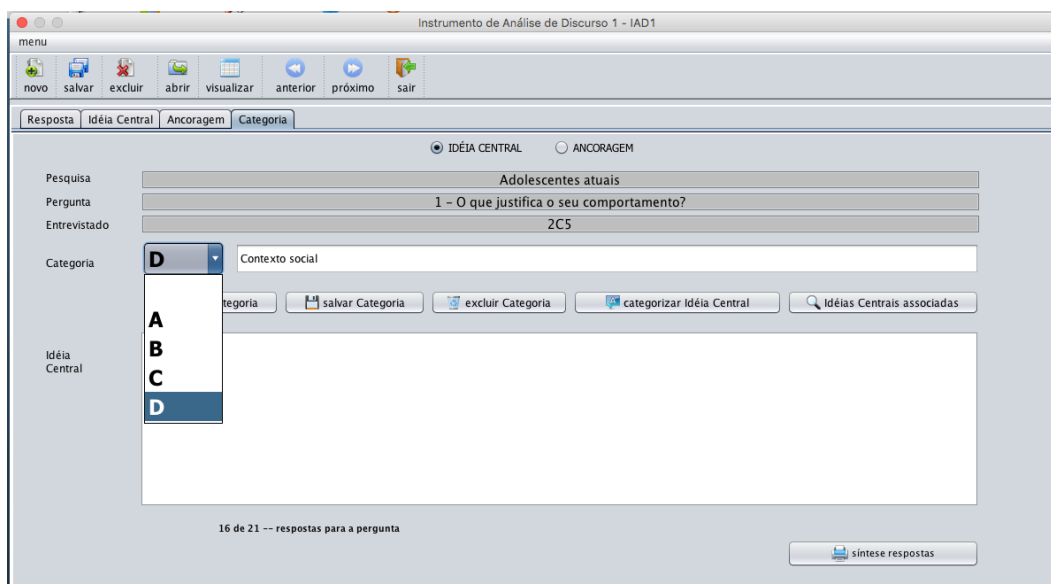 Instrumento de Análise de Discurso 1 - IAD1
menu
novo salvar excluir abrir visualizar anterior próximo sair
Resposta Idéia Central Ancoragem Categoria
IDÉIA CENTRAL ANCORAGEM
Pesquisa Adolescentes atuais
Pergunta 1 - O que justifica o seu comportamento?
Entrevistado 2C5
Categoria D Contexto social
tegoria salvar Categoria excluir Categoria categorizar Idéia Central Idéias Centrais associadas
A
B
Idéia
Central
C
D
16 de 21 -- respostas para a pergunta
síntese respostas